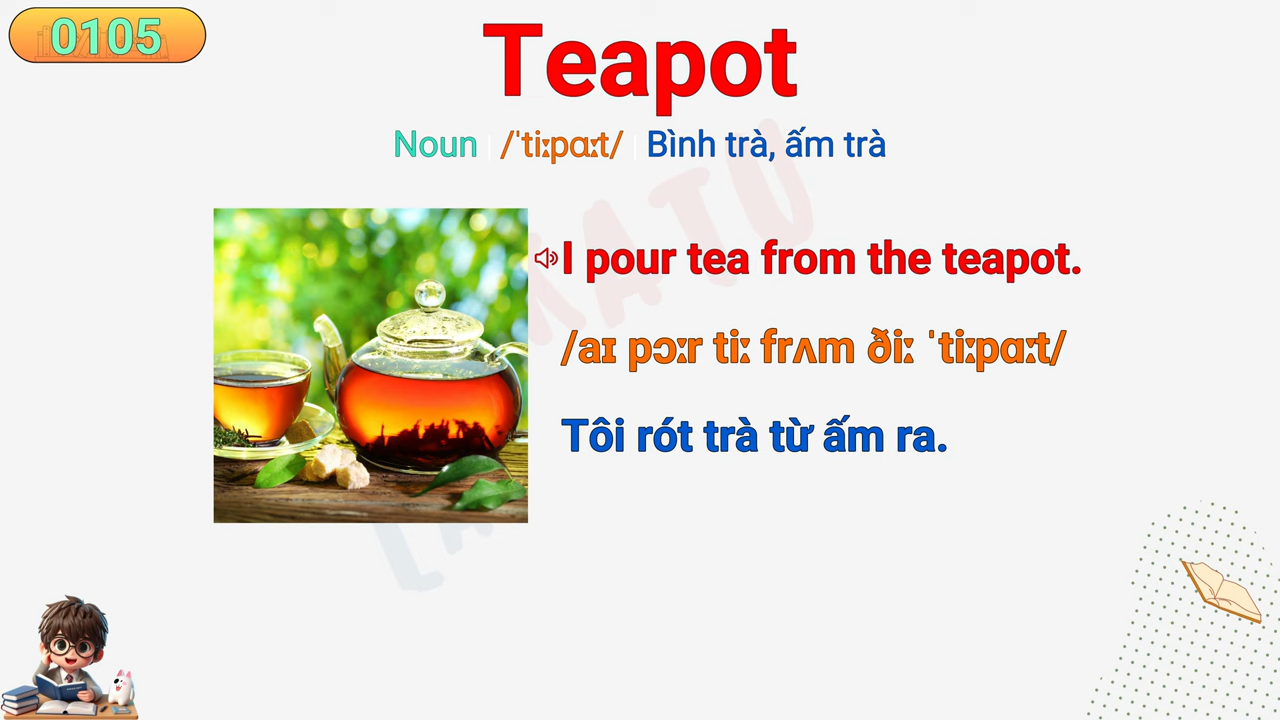 0105
Teapot
Noun | /ˈtiːpɑːt/ | Bình trà, ấm trà
I pour tea from the teapot.
/aɪ pɔːr tiː frʌm ðiː ˈtiːpɑːt/
Tôi rót trà từ ấm ra.